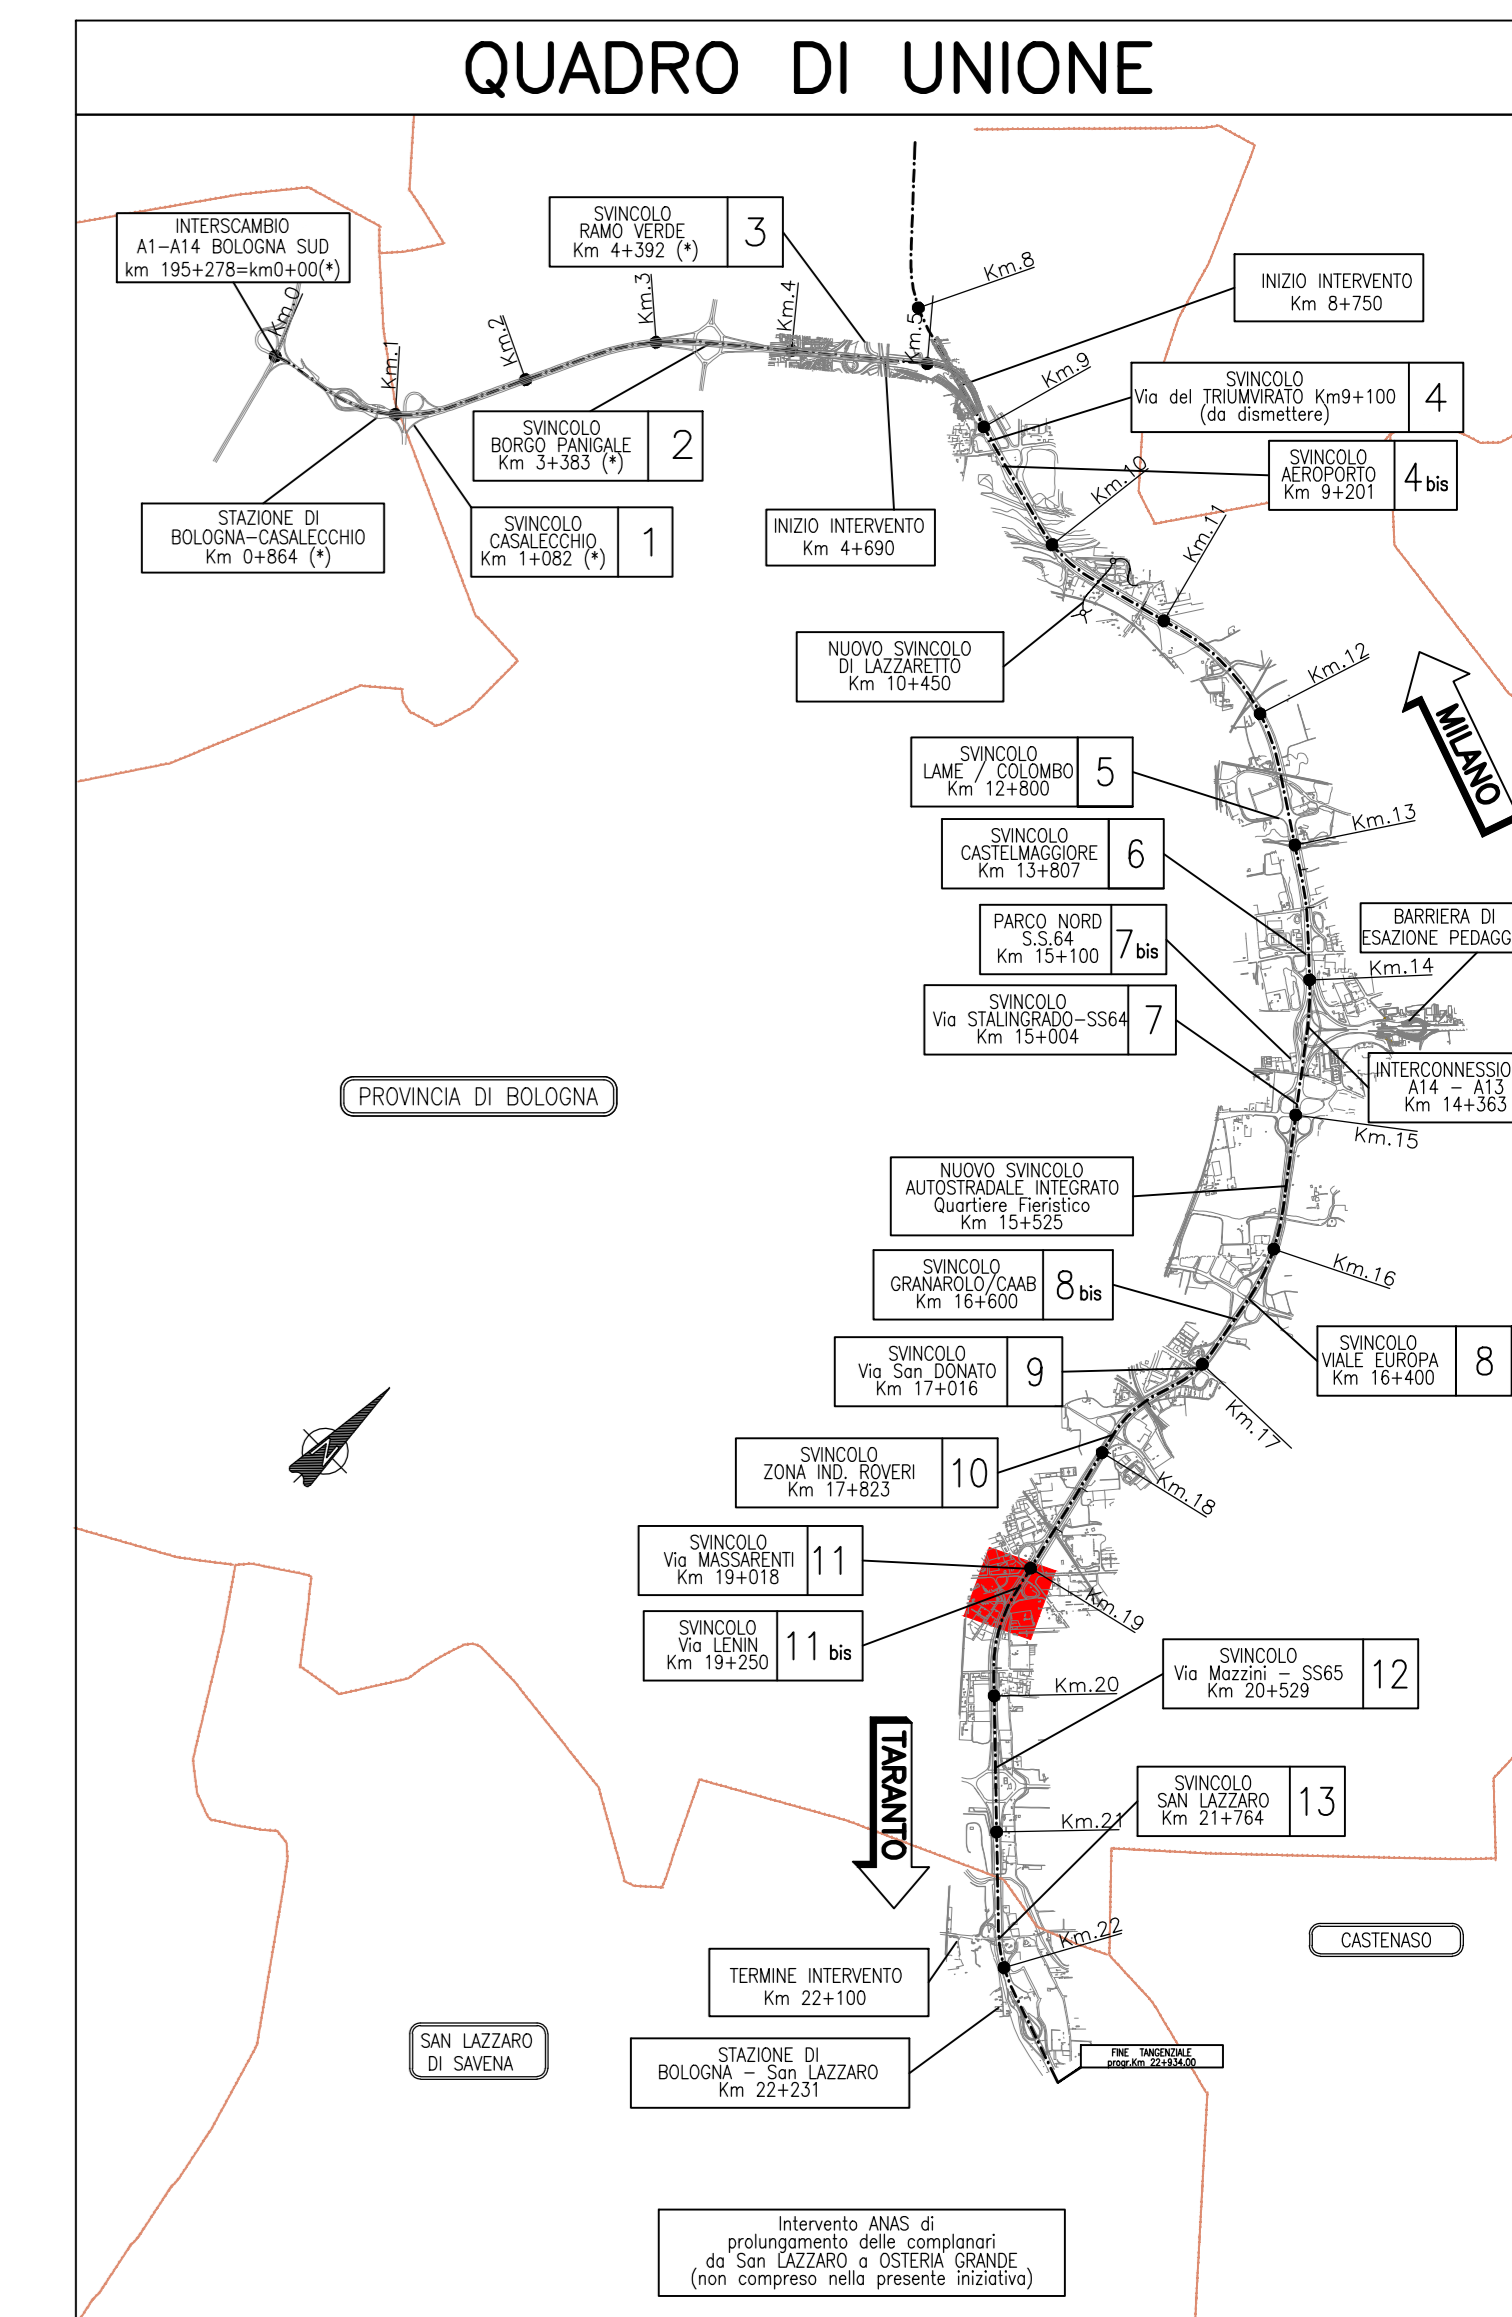 QUADRO DI UNIONE
INTERSCAMBIO
A1-A14 BOLOGNA SUD
km 195+278=km0+00(*)
SVINCOLO
RAMO VERDE
Km 4+392 (*)
3
Km.0
Km.1
Km.2
Km.3
Km.4
Km.5
Km.8
INIZIO INTERVENTO
Km 8+750
Km.9
SVINCOLO
Via del TRIUMVIRATO Km9+100
(da dismettere)
4
SVINCOLO
BORGO PANIGALE
Km 3+383 (*)
2
SVINCOLO
AEROPORTO
Km 9+201
4 bis
Km.10
STAZIONE DI
BOLOGNA-CASALECCHIO
Km 0+864 (*)
SVINCOLO
CASALECCHIO
Km 1+082 (*)
1
INIZIO INTERVENTO
Km 4+690
Km.11
NUOVO SVINCOLO
DI LAZZARETTO
Km 10+450
Km.12
MILANO
SVINCOLO
LAME / COLOMBO
Km 12+800
5
Km.13
SVINCOLO
CASTELMAGGIORE
Km 13+807
6
PARCO NORD
S.S.64
Km 15+100
7 bis
BARRIERA DI
ESAZIONE PEDAGG
Km.14
SVINCOLO
Via STALINGRADO-SS64
Km 15+004
7
INTERCONNESSIO
A14 - A13
Km 14+363
PROVINCIA DI BOLOGNA
Km.15
NUOVO SVINCOLO
AUTOSTRADALE INTEGRATO
Quartiere Fieristico
Km 15+525
Km.16
SVINCOLO
GRANAROLO/CAAB
Km 16+600
8 bis
SVINCOLO
VIALE EUROPA
Km 16+400
8
SVINCOLO
Via San DONATO
Km 17+016
9
Km.17
SVINCOLO
ZONA IND. ROVERI
Km 17+823
10
Km.18
SVINCOLO
Via MASSARENTI
Km 19+018
11
Km.19
SVINCOLO
Via LENIN
Km 19+250
11 bis
SVINCOLO
Via Mazzini - SS65
Km 20+529
12
Km.20
TARANTO
SVINCOLO
SAN LAZZARO
Km 21+764
13
Km.21
Km.22
CASTENASO
TERMINE INTERVENTO
Km 22+100
SAN LAZZARO
DI SAVENA
STAZIONE DI
BOLOGNA - San LAZZARO
Km 22+231
FINE TANGENZIALE
progr.Km 22+934.00
Intervento ANAS di
prolungamento delle complanari
da San LAZZARO a OSTERIA GRANDE
(non compreso nella presente iniziativa)